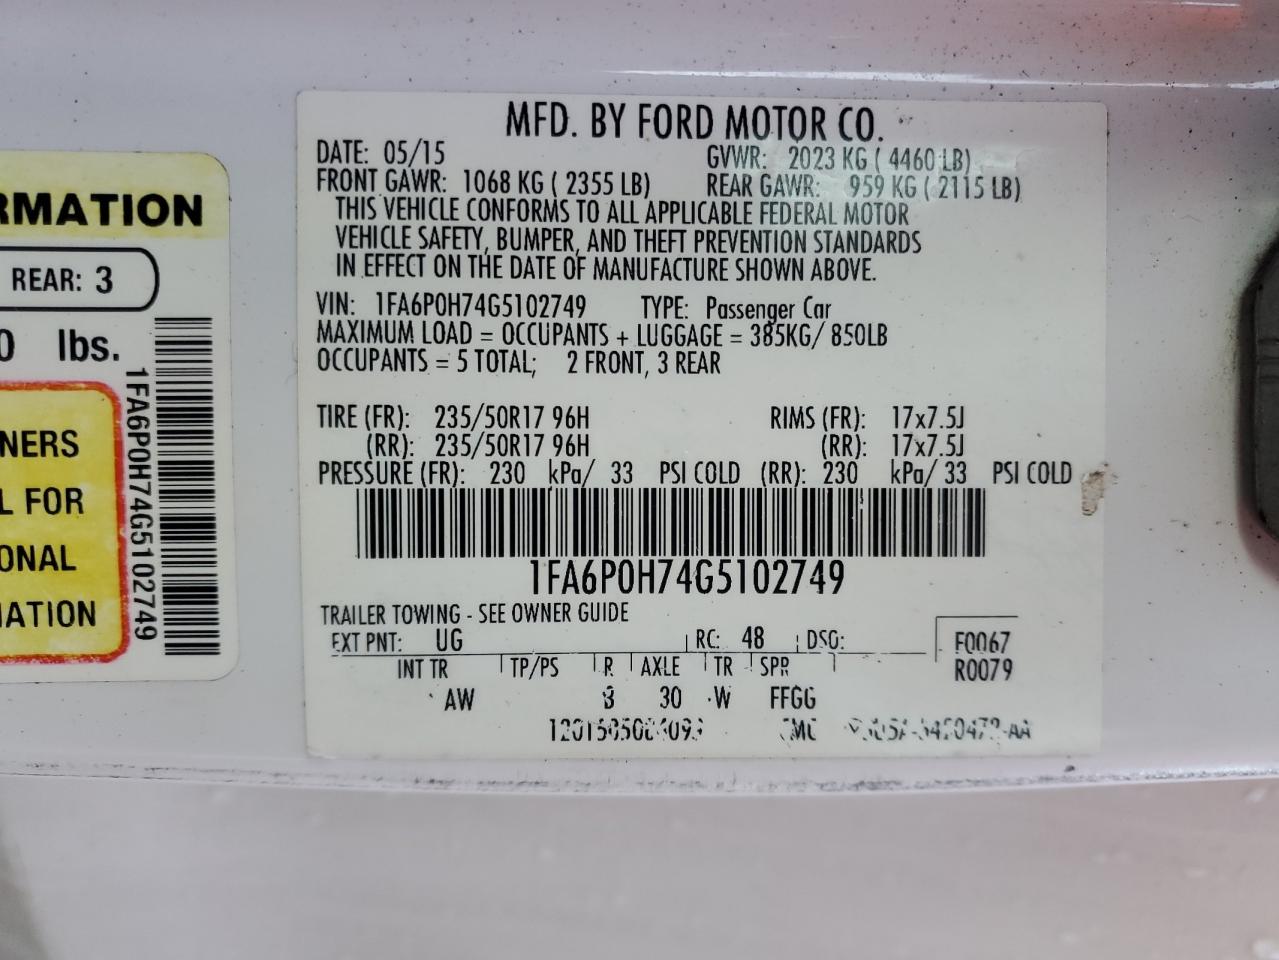 RMATION
REAR: 3
0 lbs.
NERS
L FOR
ONAL
MATION
1FA6P0H74G5102749
MFD. BY FORD MOTOR CO.
DATE: 05/15 GVWR: 2023 KG ( 4460 LB)
FRONT GAWR: 1068 KG ( 2355 LB) REAR GAWR: 959 KG ( 2115 LB)
THIS VEHICLE CONFORMS TO ALL APPLICABLE FEDERAL MOTOR
VEHICLE SAFETY, BUMPER, AND THEFT PREVENTION STANDARDS
IN EFFECT ON THE DATE OF MANUFACTURE SHOWN ABOVE.
VIN: 1FA6P0H74G5102749 TYPE: Passenger Car
MAXIMUM LOAD = OCCUPANTS + LUGGAGE = 385KG/ 850LB
OCCUPANTS = 5 TOTAL; 2 FRONT, 3 REAR
TIRE (FR): 235/50R17 96H RIMS (FR): 17x7.5J
(RR): 235/50R17 96H (RR): 17x7.5J
PRESSURE (FR): 230 kPa/ 33 PSI COLD (RR): 230 kPa/ 33 PSI COLD
1FA6P0H74G5102749
TRAILER TOWING - SEE OWNER GUIDE
EXT PNT: UG RC: 48 DSO: F0067
INT TR TP/PS R AXLE TR SPR R0079
AW 30 W FFGG